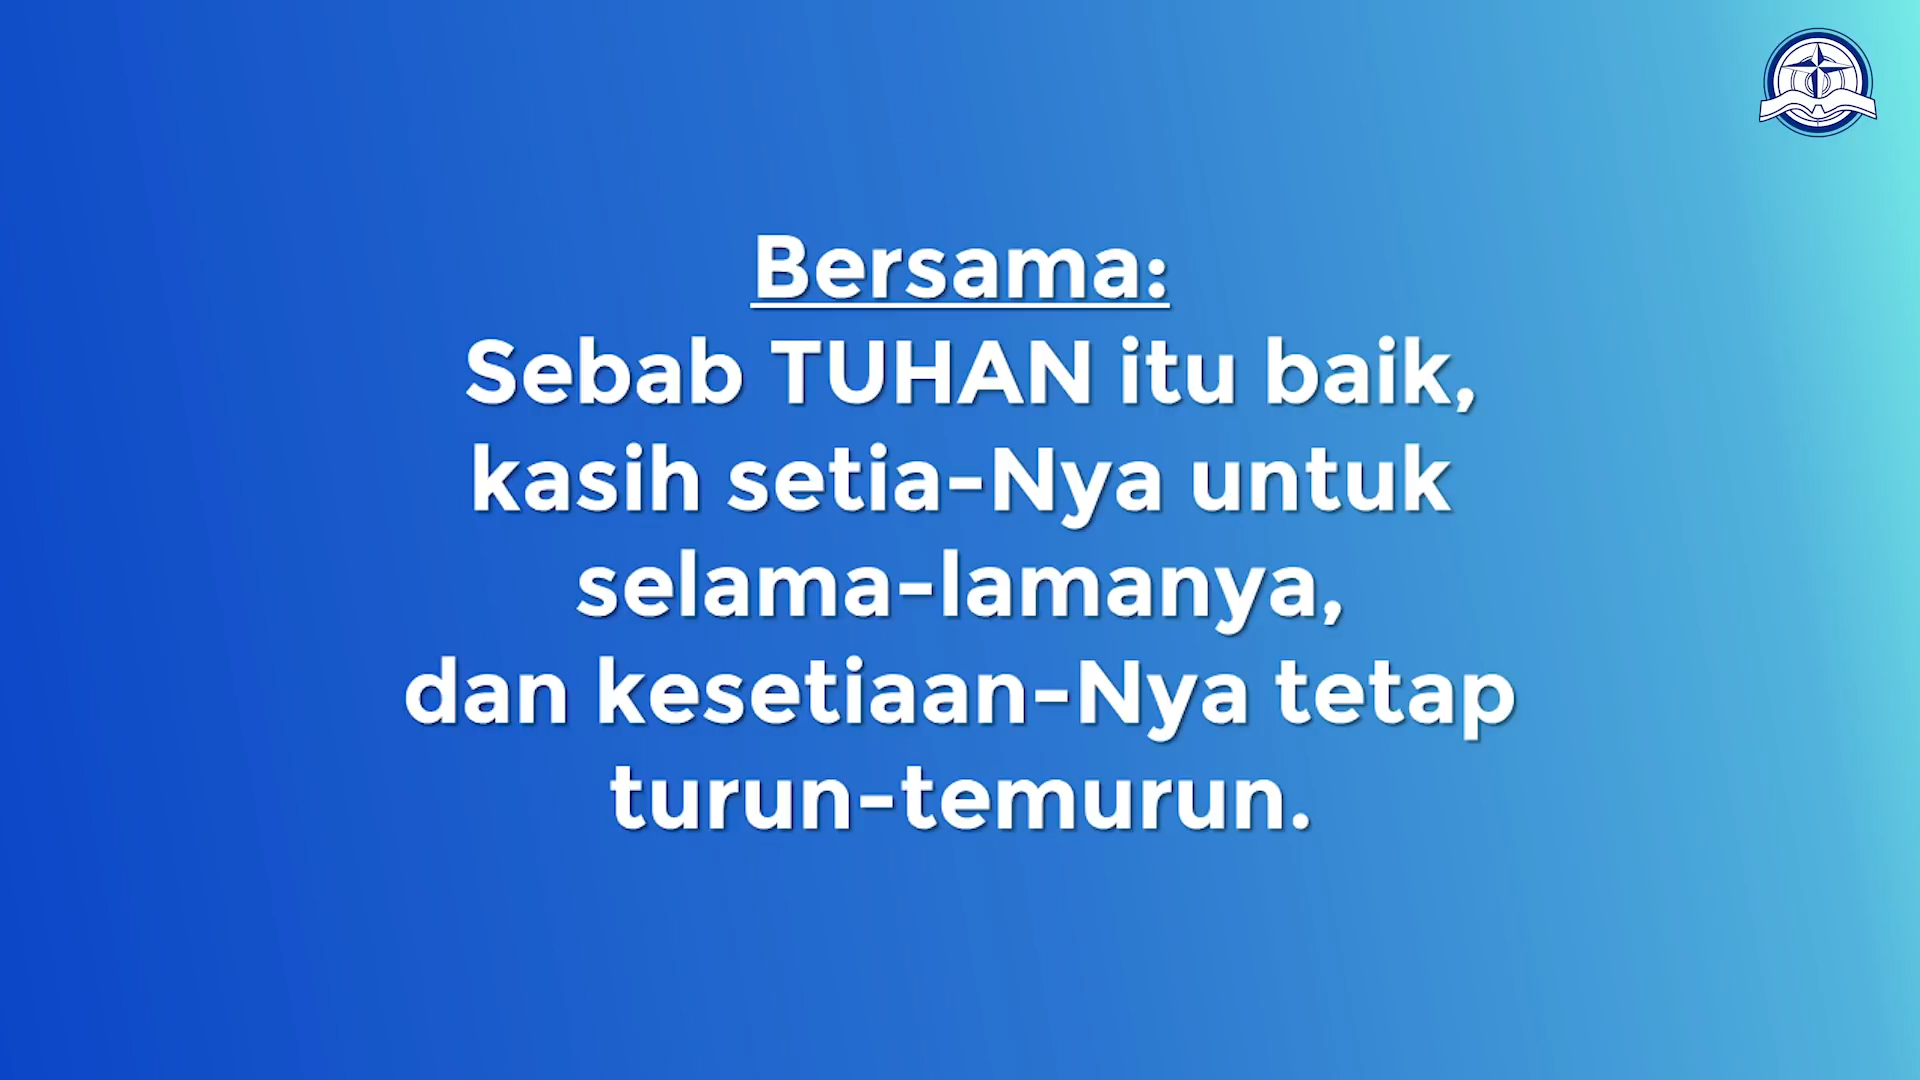 Bersama:
Sebab TUHAN itu baik,
kasih setia-Nya untuk
selama-lamanya,
dan kesetiaan-Nya tetap
turun-temurun.